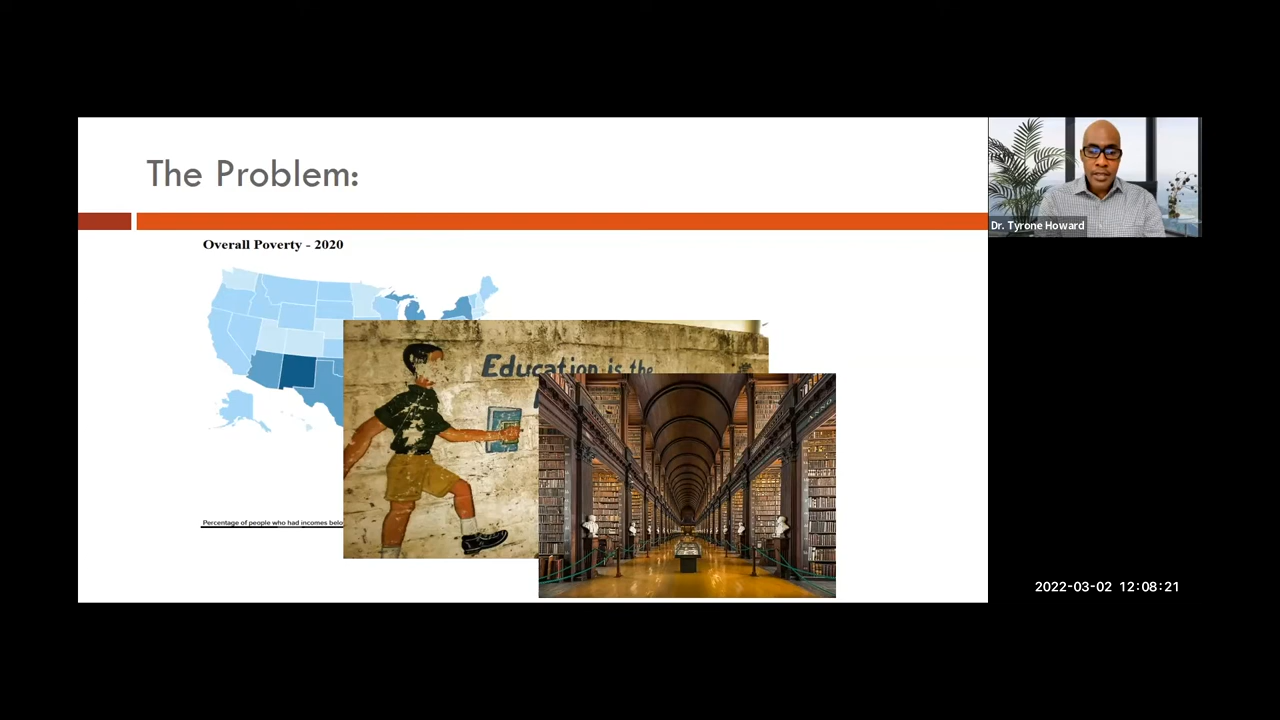 The Problem:
Overall Poverty - 2020
Education is the
Percentage of people who had incomes belo
Dr. Tyrone Howard
2022-03-02 12:08:21